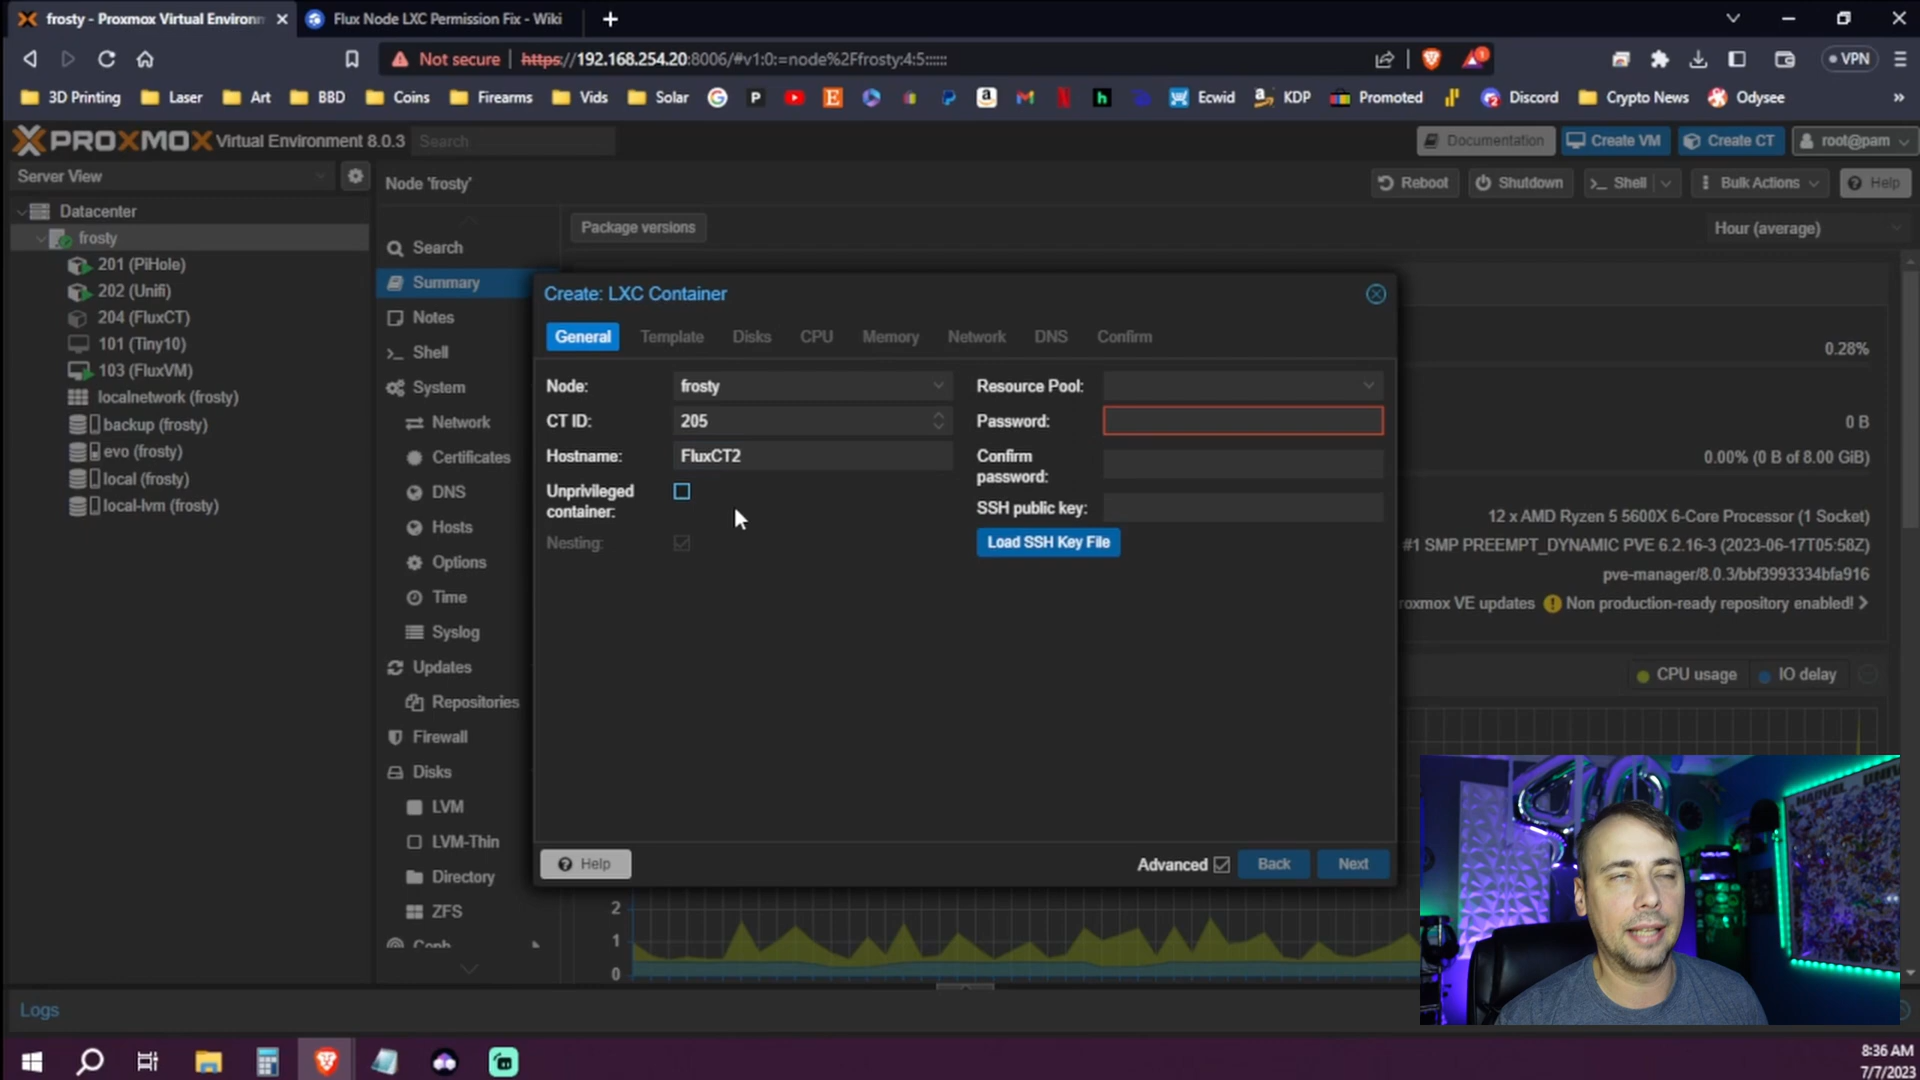 frosty - Proxmox Virtual Environm
Flux Node LXC Permission Fix - Wiki
Not secure
https://192.168.254.20:8006/#v1:0:=node%2Ffrosty:4:5::::::
VPN
3D Printing
Laser
Art
BBD
Coins
Firearms
Vids
Solar
Ecwid
KDP
Promoted
Discord
Crypto News
Odysee
PROXMOX Virtual Environment 8.0.3
Search
Documentation
Create VM
Create CT
root@pam
Server View
Node 'frosty'
Reboot
Shutdown
Shell
Bulk Actions
Help
Datacenter
frosty
201 (PiHole)
202 (Unifi)
204 (FluxCT)
101 (Tiny10)
103 (FluxVM)
localnetwork (frosty)
backup (frosty)
evo (frosty)
local (frosty)
local-lvm (frosty)
Search
Summary
Notes
Shell
System
Network
Certificates
DNS
Hosts
Options
Time
Syslog
Updates
Repositories
Firewall
Disks
LVM
LVM-Thin
Directory
ZFS
Ceph
Package versions
Hour (average)
Create: LXC Container
General
Template
Disks
CPU
Memory
Network
DNS
Confirm
Node:
frosty
CT ID:
205
Hostname:
FluxCT2
Unprivileged
container:
Nesting:
Resource Pool:
Password:
Confirm
password:
SSH public key:
Load SSH Key File
Help
Advanced
Back
Next
0.28%
0 B
0.00% (0 B of 8.00 GiB)
12 x AMD Ryzen 5 5600X 6-Core Processor (1 Socket)
#1 SMP PREEMPT_DYNAMIC PVE 6.2.16-3 (2023-06-17T05:58Z)
pve-manager/8.0.3/bbf3993334bfa916
roxmox VE updates
Non production-ready repository enabled!
CPU usage
IO delay
2
1
0
Logs
MARVEL
8:36 AM
7/7/2023